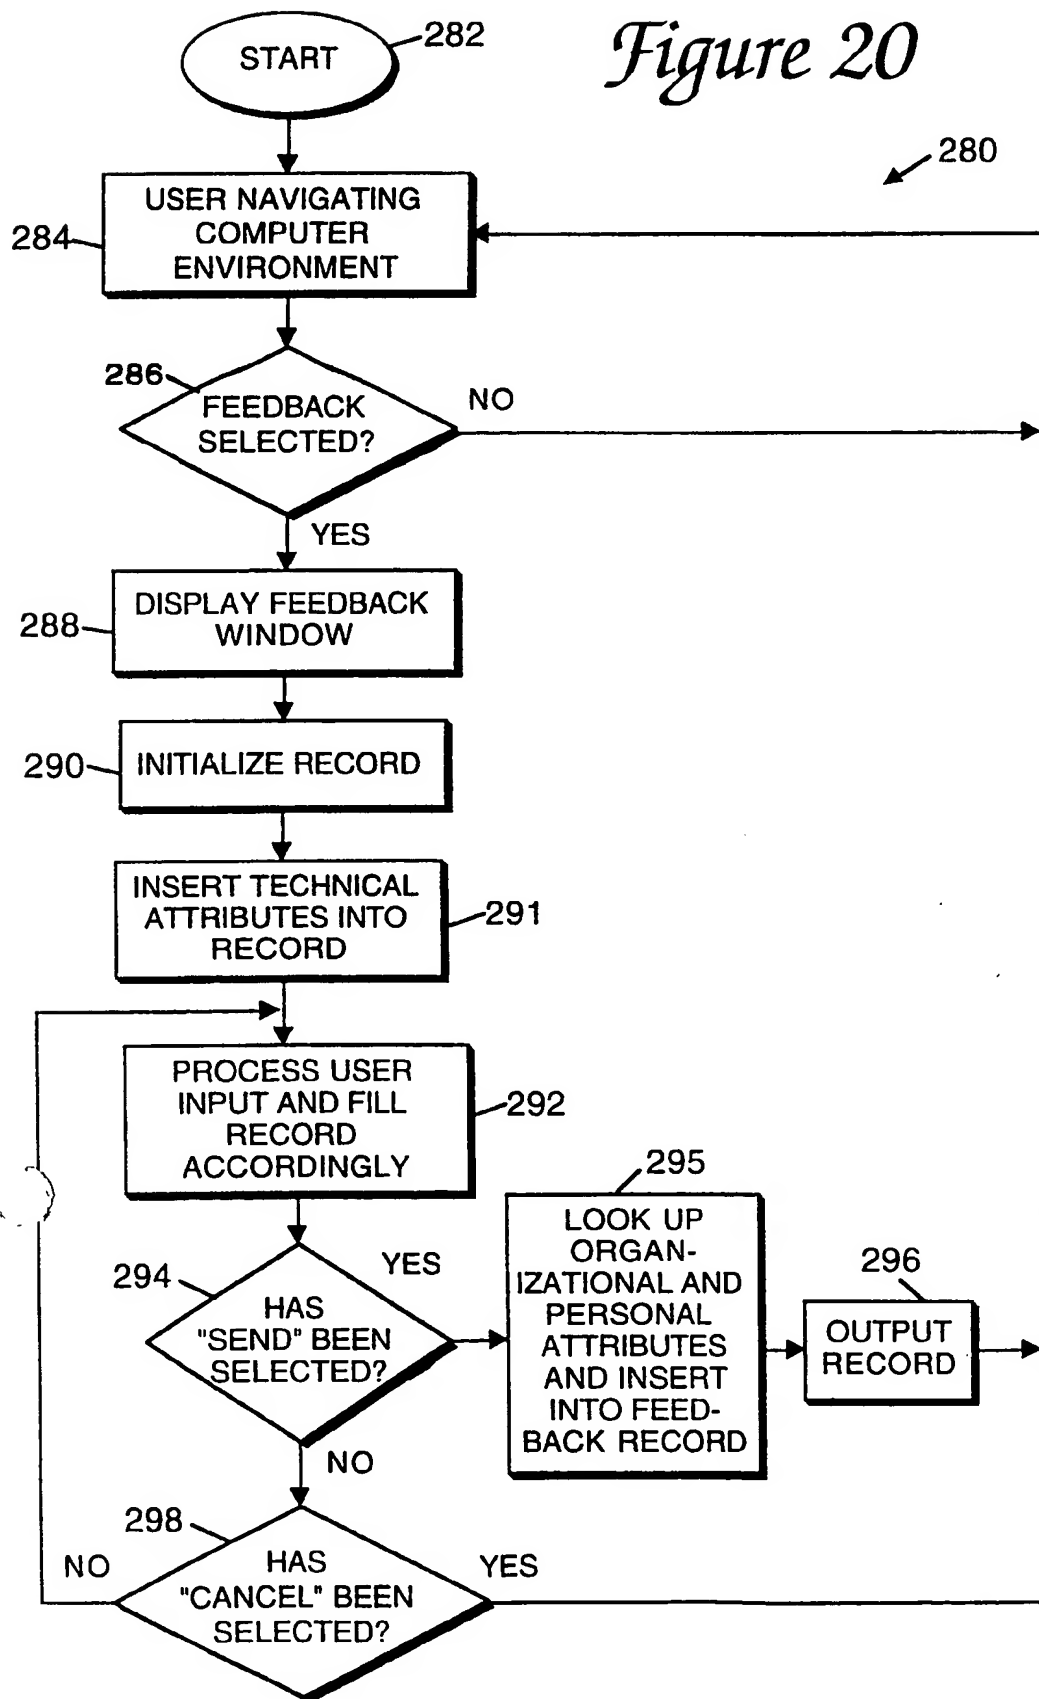 Figure 20
START
282
280
USER NAVIGATING
COMPUTER
ENVIRONMENT
284
286
FEEDBACK
SELECTED?
NO
YES
DISPLAY FEEDBACK
WINDOW
288
290
INITIALIZE RECORD
INSERT TECHNICAL
ATTRIBUTES INTO
RECORD
291
PROCESS USER
INPUT AND FILL
RECORD
ACCORDINGLY
292
294
HAS
"SEND" BEEN
SELECTED?
YES
295
LOOK UP
ORGAN-
IZATIONAL AND
PERSONAL
ATTRIBUTES
AND INSERT
INTO FEED-
BACK RECORD
296
OUTPUT
RECORD
NO
298
NO
HAS
"CANCEL" BEEN
SELECTED?
YES